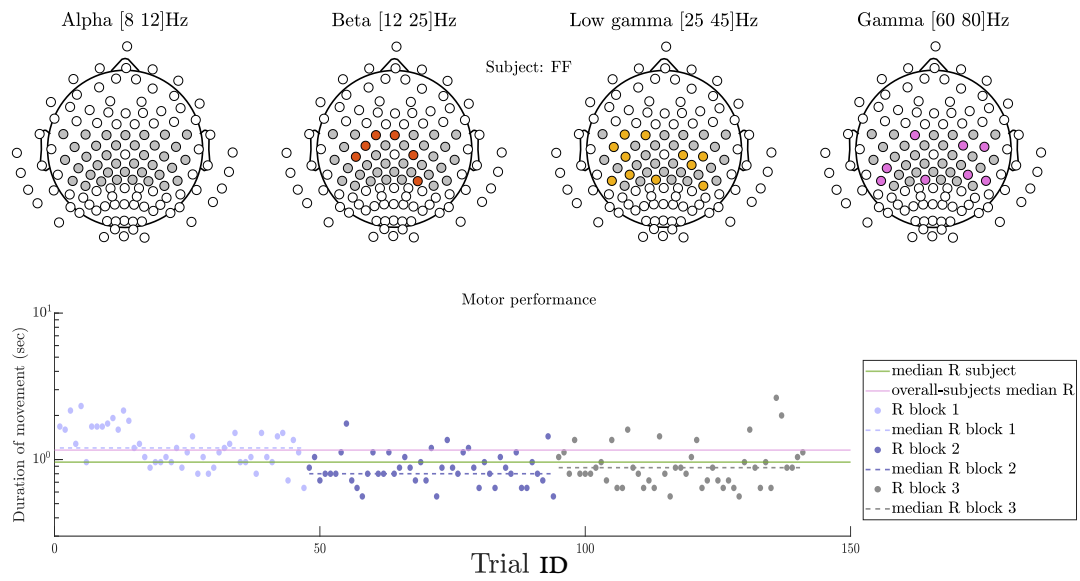 Alpha [8 12]Hz
Beta [12 25]Hz
Low gamma [25 45]Hz
Gamma [60 80]Hz
Subject: FF
Motor performance
Duration of movement (sec)
10^1
10^0
0
50
100
150
Trial ID
median R subject
overall-subjects median R
R block 1
median R block 1
R block 2
median R block 2
R block 3
median R block 3